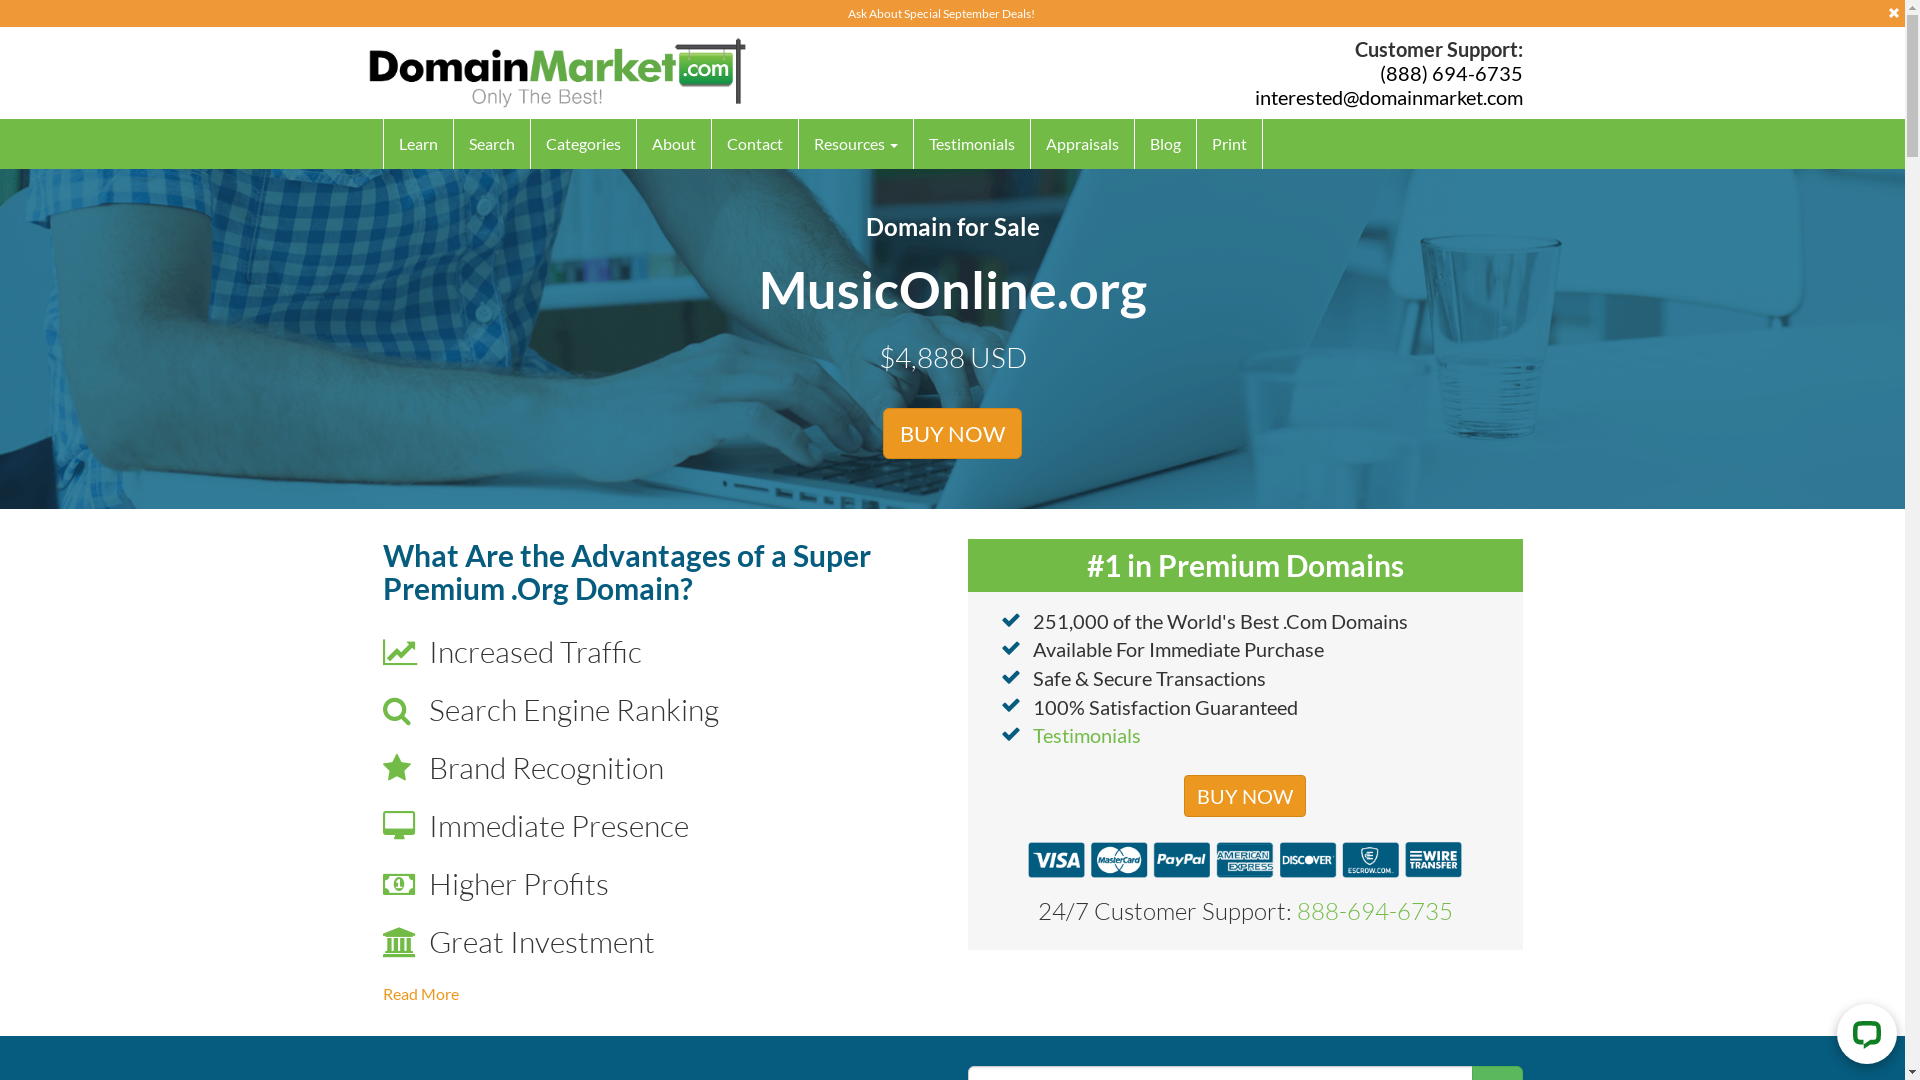 Ask About Special September Deals!
DomainMarket.com
Only The Best!
Customer Support:
(888) 694-6735
interested@domainmarket.com
Learn
Search
Categories
About
Contact
Resources
Testimonials
Appraisals
Blog
Print
Domain for Sale
MusicOnline.org
$4,888 USD
BUY NOW
What Are the Advantages of a Super
Premium .Org Domain?
Increased Traffic
Search Engine Ranking
Brand Recognition
Immediate Presence
Higher Profits
Great Investment
Read More
#1 in Premium Domains
251,000 of the World's Best .Com Domains
Available For Immediate Purchase
Safe & Secure Transactions
100% Satisfaction Guaranteed
Testimonials
BUY NOW
VISA MasterCard PayPal AMERICAN EXPRESS DISCOVER ESCROW.COM WIRE TRANSFER
24/7 Customer Support: 888-694-6735